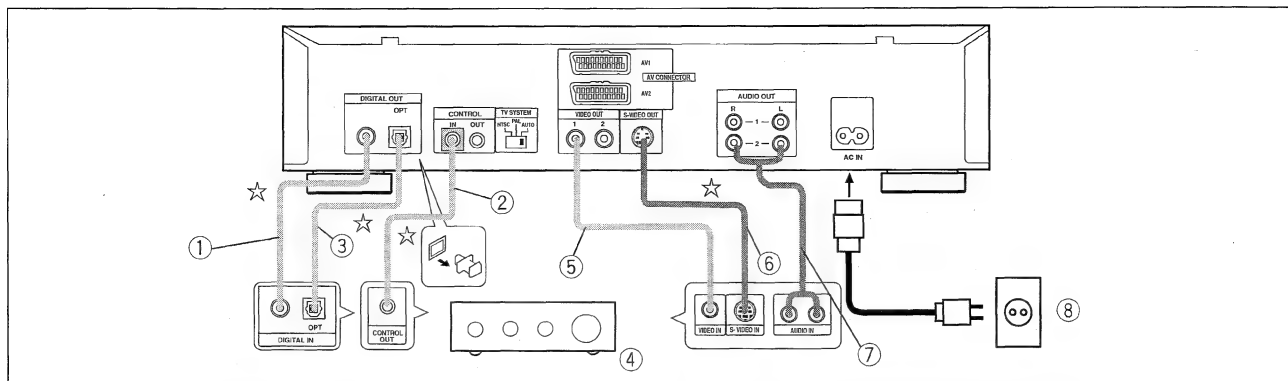 AV1
AV CONNECTOR
AV2
DIGITAL OUT
OPT
CONTROL
IN OUT
TV SYSTEM
NTSC PAL AUTO
VIDEO OUT
1 2
S-VIDEO OUT
AUDIO OUT
R L
1
2
AC IN
①
③
②
⑤
⑥
⑦
④
⑧
OPT
DIGITAL IN
CONTROL
OUT
VIDEO IN
S-VIDEO IN
AUDIO IN